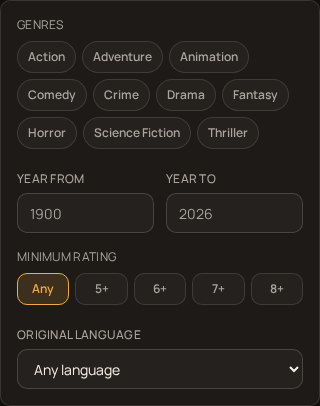 GENRES
Action Adventure Animation
Comedy Crime Drama Fantasy
Horror Science Fiction Thriller
YEAR FROM YEAR TO
1900 2026
MINIMUM RATING
Any 5+ 6+ 7+ 8+
ORIGINAL LANGUAGE
Any language